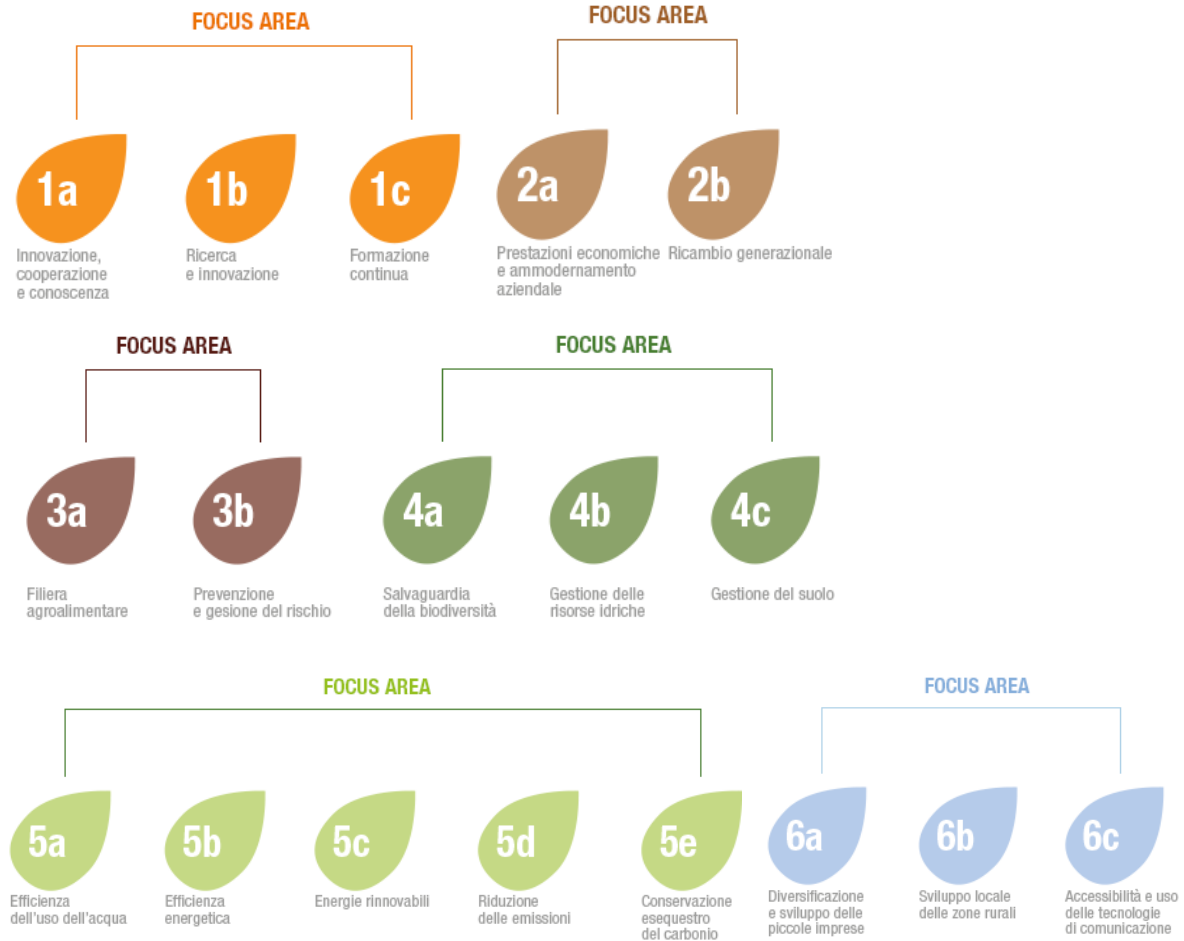 FOCUS AREA
FOCUS AREA
1a
1b
1c
2a
2b
Innovazione,
cooperazione
e conoscenza
Ricerca
e innovazione
Formazione
continua
Prestazioni economiche
e ammodernamento
aziendale
Ricambio generazionale
FOCUS AREA
FOCUS AREA
3a
3b
4a
4b
4c
Filiera
agroalimentare
Prevenzione
e gesione del rischio
Salvaguardia
della biodiversità
Gestione delle
risorse idriche
Gestione del suolo
FOCUS AREA
FOCUS AREA
5a
5b
5c
5d
5e
6a
6b
6c
Efficienza
dell'uso dell'acqua
Efficienza
energetica
Energie rinnovabili
Riduzione
delle emissioni
Conservazione
esequestro
del carbonio
Diversificazione
e sviluppo delle
piccole imprese
Sviluppo locale
delle zone rurali
Accessibilità e uso
delle tecnologie
di comunicazione